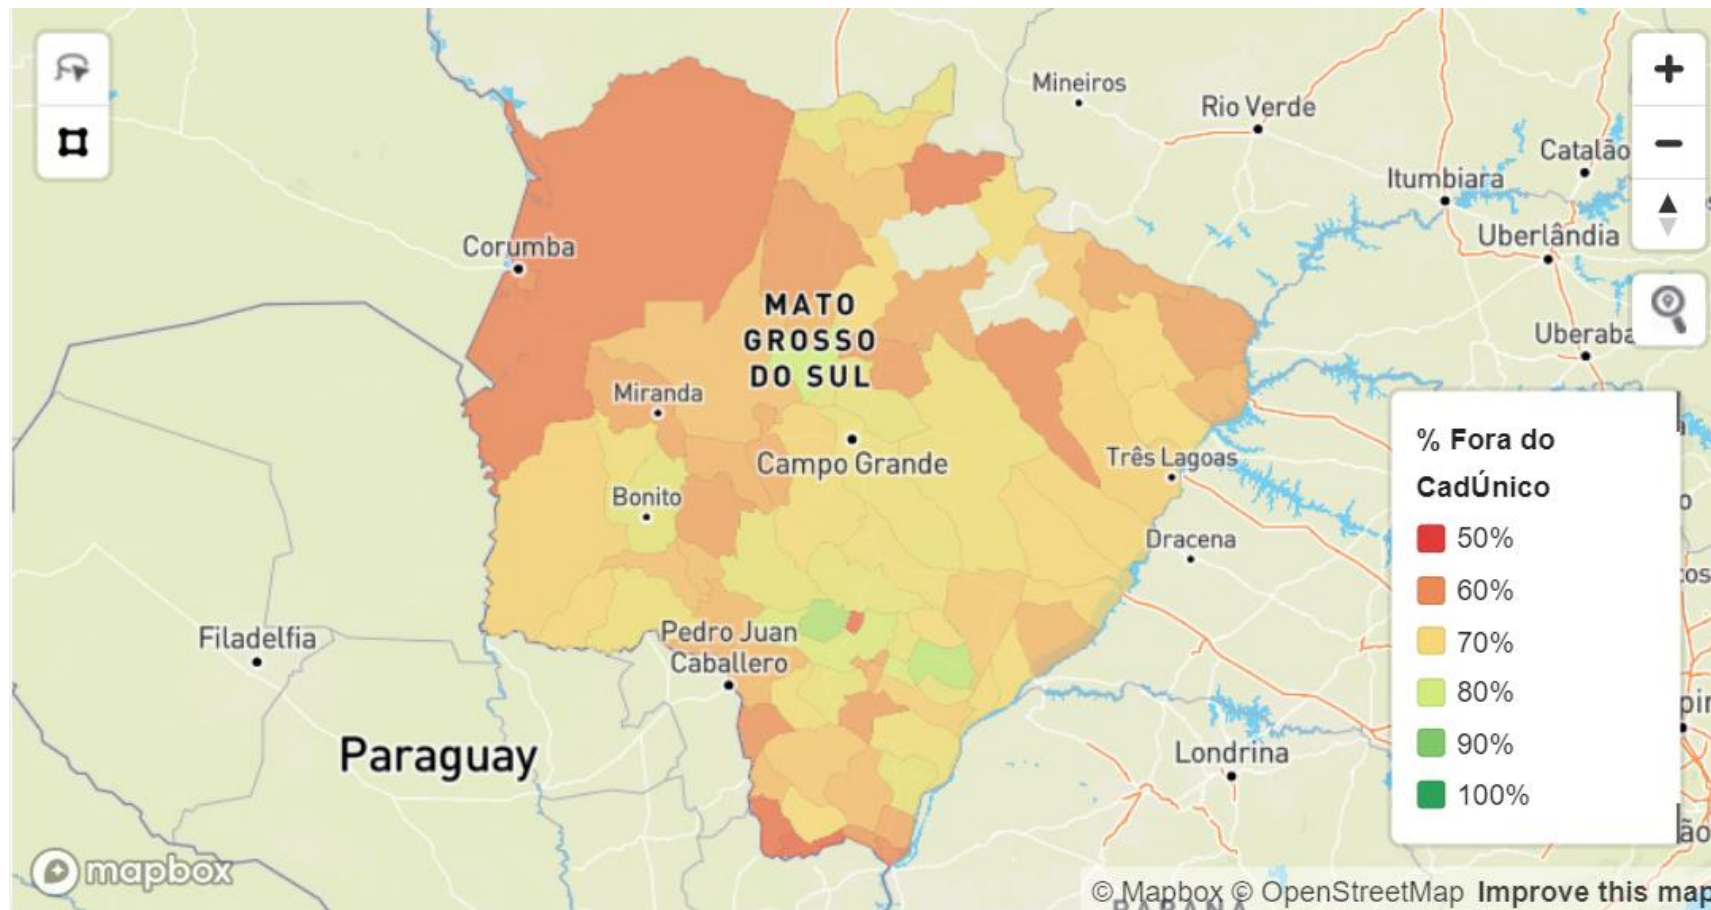 Mineiros
Rio Verde
Catalão
Itumbiara
Uberlândia
Corumba
MATO
GROSSO
DO SUL
Uberaba
Miranda
Campo Grande
Três Lagoas
Bonito
Dracena
Filadelfia
Pedro Juan
Caballero
Paraguay
Londrina
% Fora do
CadÚnico
50%
60%
70%
80%
90%
100%
mapbox
© Mapbox © OpenStreetMap Improve this map